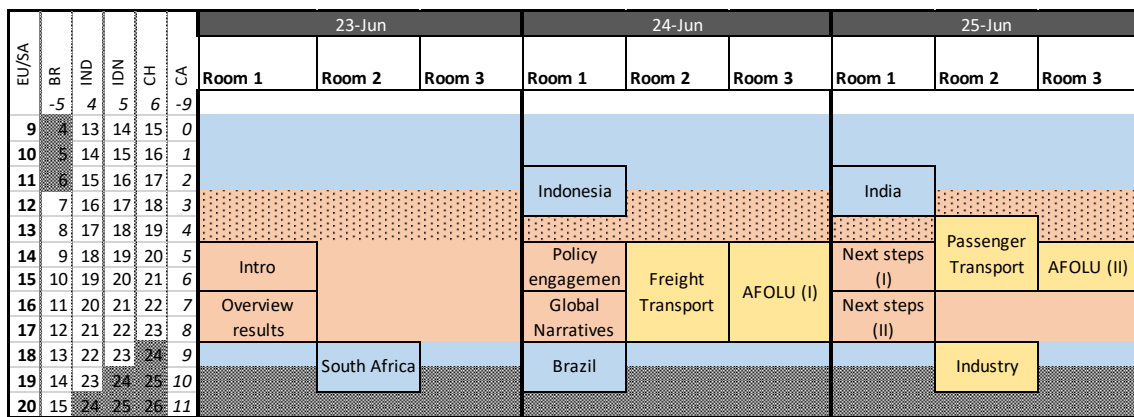 23-Jun 24-Jun 25-Jun
EU/SA BR IND IDN CH CA Room 1 Room 2 Room 3 Room 1 Room 2 Room 3 Room 1 Room 2 Room 3
-5 4 5 6 -9
9 4 13 14 15 0
10 5 14 15 16 1
11 6 15 16 17 2
Indonesia India
12 7 16 17 18 3
13 8 17 18 19 4
14 9 18 19 20 5 Intro Policy Freight AFOLU (I) Next steps Passenger AFOLU (II)
15 10 19 20 21 6 engagemen Transport (I) Transport
16 11 20 21 22 7 Overview Global Next steps
17 12 21 22 23 8 results Narratives (II)
18 13 22 23 24 9 South Africa Brazil Industry
19 14 23 24 25 10
20 15 24 25 26 11